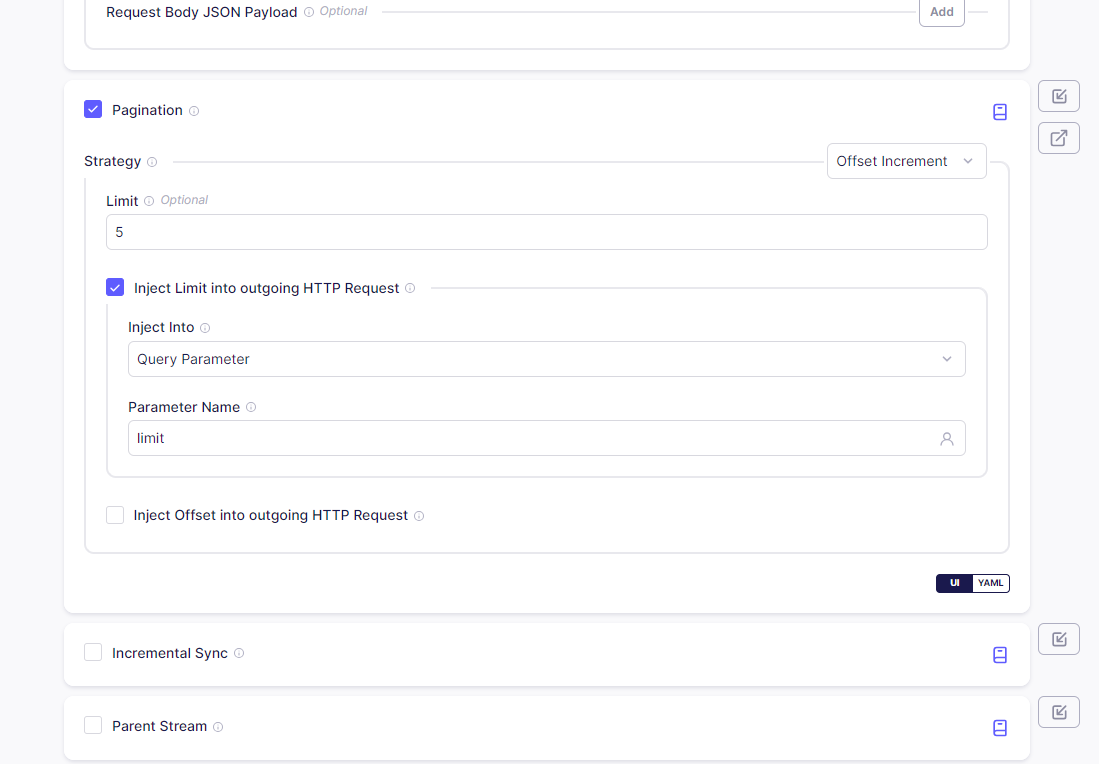 Request Body JSON Payload Optional Add
Pagination
Strategy Offset Increment
Limit Optional
5
Inject Limit into outgoing HTTP Request
Inject Into
Query Parameter
Parameter Name
limit
Inject Offset into outgoing HTTP Request
UI YAML
Incremental Sync
Parent Stream